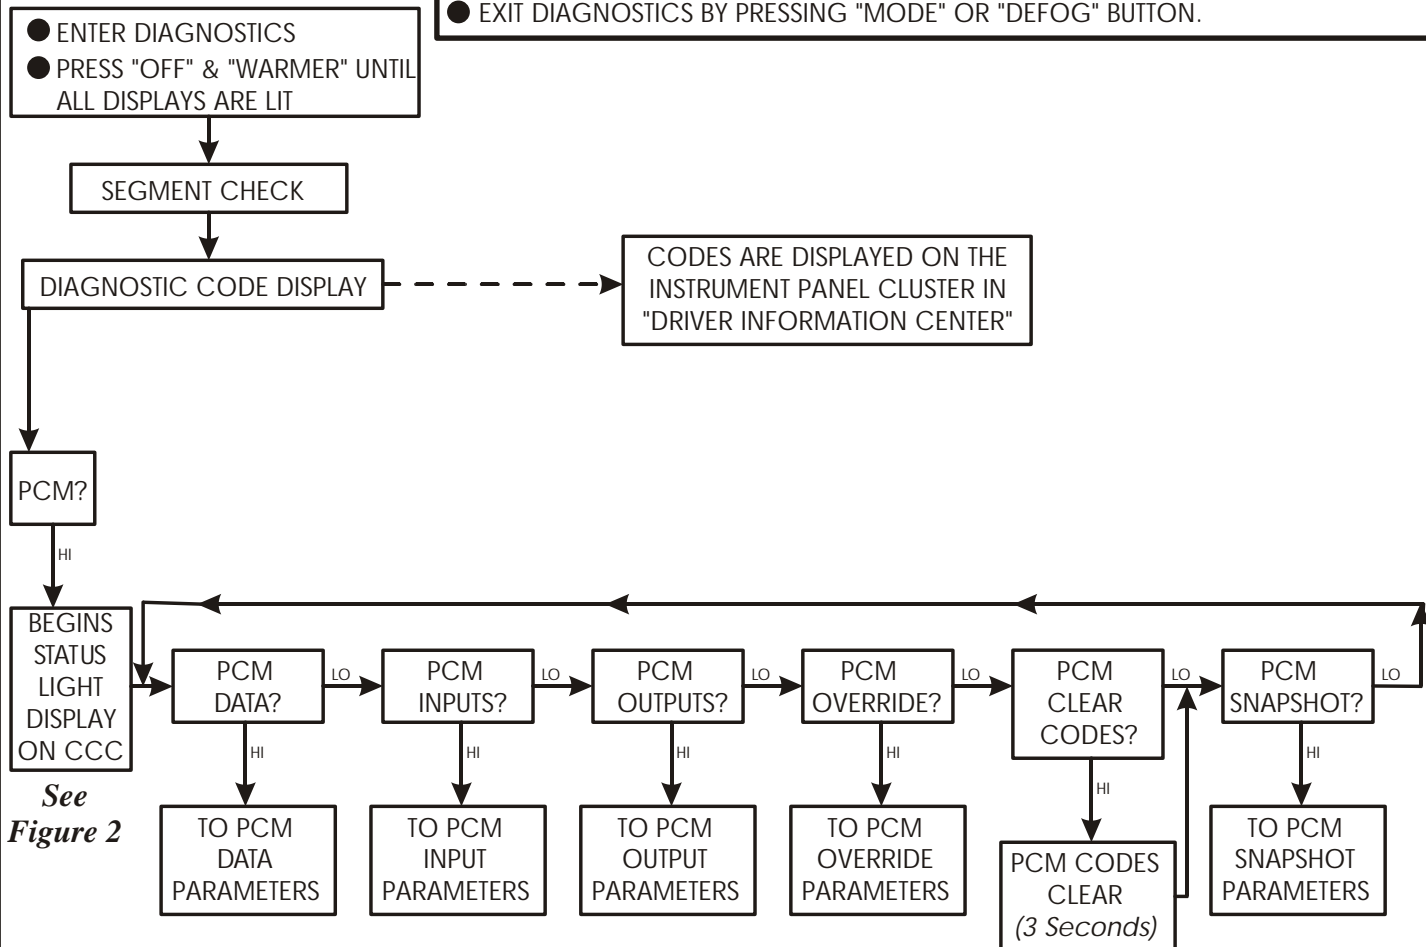 ● EXIT DIAGNOSTICS BY PRESSING "MODE" OR "DEFOG" BUTTON.
● ENTER DIAGNOSTICS
● PRESS "OFF" & "WARMER" UNTIL
ALL DISPLAYS ARE LIT
SEGMENT CHECK
DIAGNOSTIC CODE DISPLAY
CODES ARE DISPLAYED ON THE
INSTRUMENT PANEL CLUSTER IN
"DRIVER INFORMATION CENTER"
PCM?
HI
BEGINS
STATUS
LIGHT
DISPLAY
ON CCC
See
Figure 2
PCM
DATA?
LO
HI
TO PCM
DATA
PARAMETERS
PCM
INPUTS?
LO
HI
TO PCM
INPUT
PARAMETERS
PCM
OUTPUTS?
LO
HI
TO PCM
OUTPUT
PARAMETERS
PCM
OVERRIDE?
LO
HI
TO PCM
OVERRIDE
PARAMETERS
PCM
CLEAR
CODES?
LO
HI
PCM CODES
CLEAR
(3 Seconds)
PCM
SNAPSHOT?
LO
HI
TO PCM
SNAPSHOT
PARAMETERS